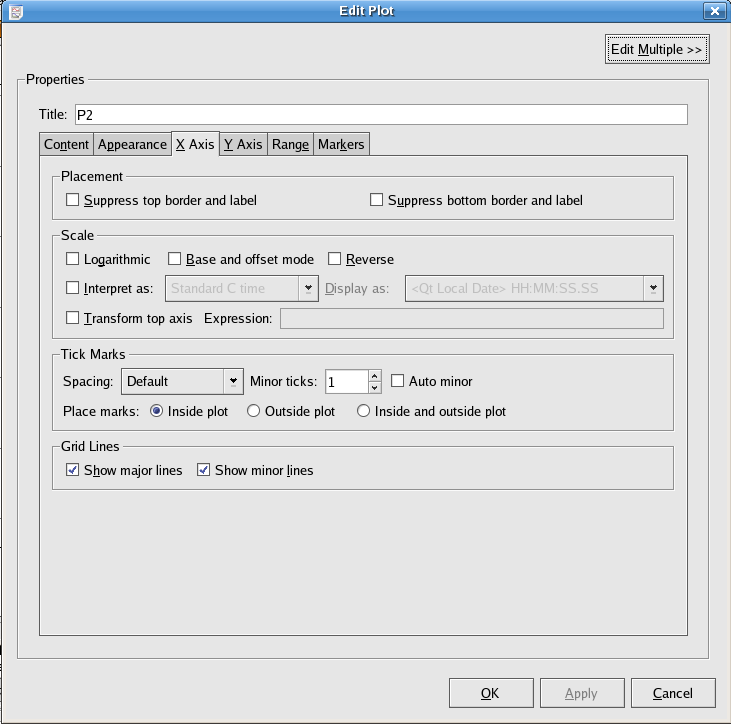 Edit Plot
Edit Multiple >>
Properties
Title: P2
Content Appearance X Axis Y Axis Range Markers
Placement
Suppress top border and label Suppress bottom border and label
Scale
Logarithmic Base and offset mode Reverse
Interpret as: Standard C time Display as: <Qt Local Date> HH:MM:SS.SS
Transform top axis Expression:
Tick Marks
Spacing: Default Minor ticks: 1 Auto minor
Place marks: Inside plot Outside plot Inside and outside plot
Grid Lines
Show major lines Show minor lines
OK Apply Cancel